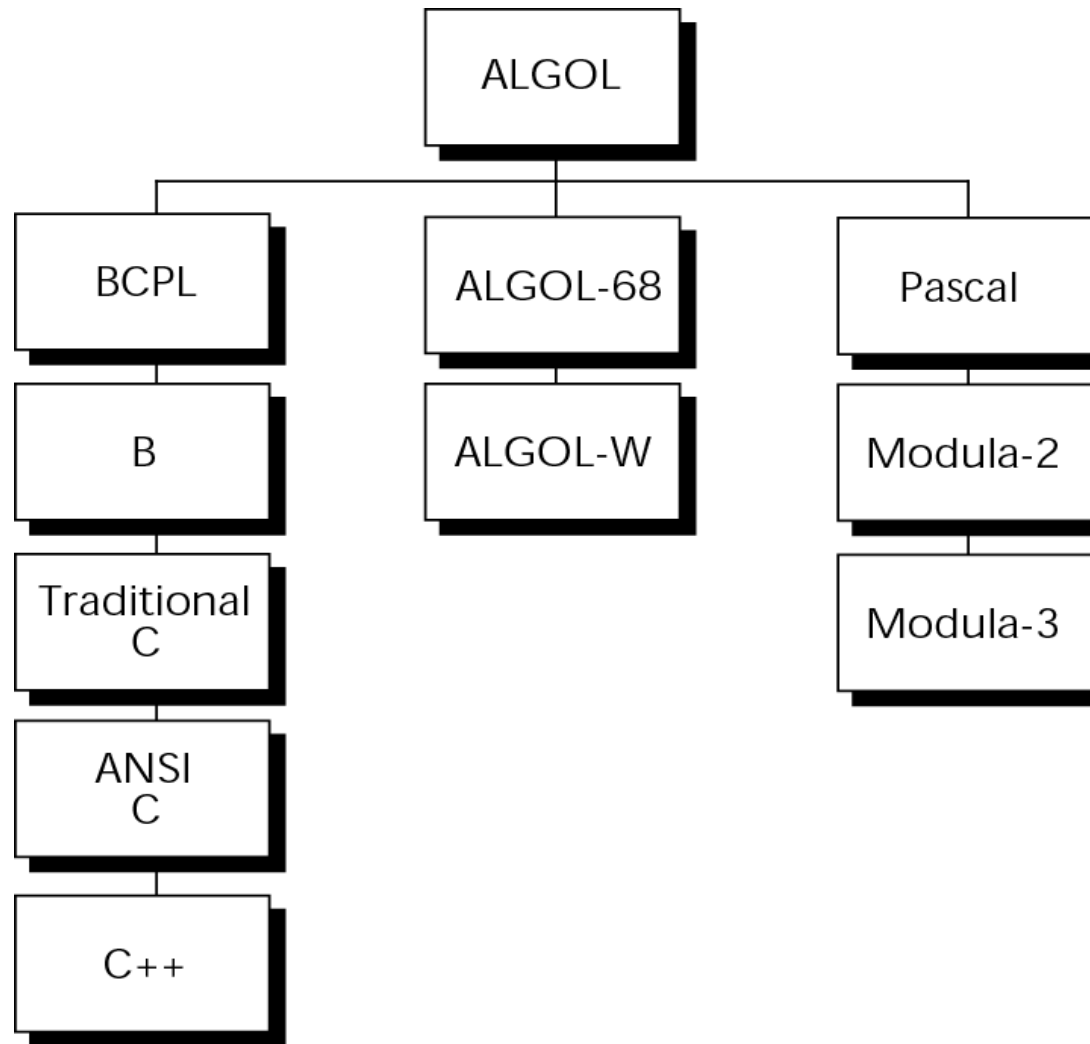 ALGOL
BCPL
ALGOL-68
Pascal
B
ALGOL-W
Modula-2
Traditional
C
Modula-3
ANSI
C
C++